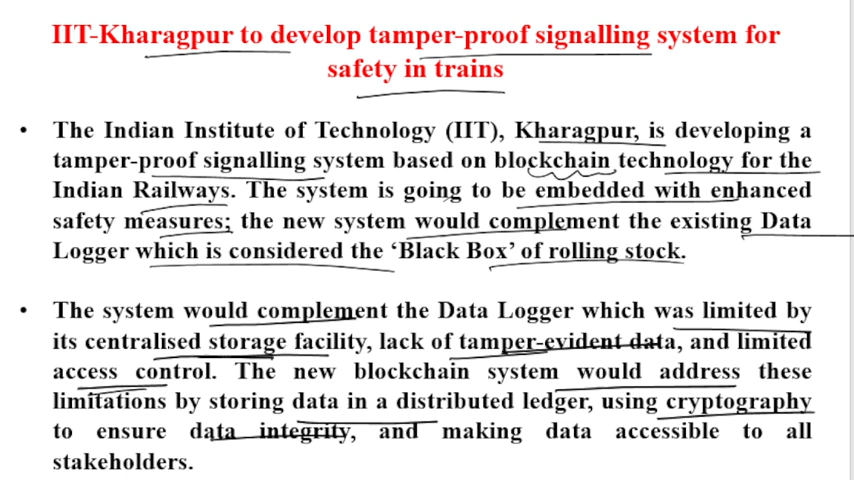 IIT-Kharagpur to develop tamper-proof signalling system for
safety in trains
• The Indian Institute of Technology (IIT), Kharagpur, is developing a
tamper-proof signalling system based on blockchain technology for the
Indian Railways. The system is going to be embedded with enhanced
safety measures; the new system would complement the existing Data
Logger which is considered the ‘Black Box’ of rolling stock.
• The system would complement the Data Logger which was limited by
its centralised storage facility, lack of tamper-evident data, and limited
access control. The new blockchain system would address these
limitations by storing data in a distributed ledger, using cryptography
to ensure data integrity, and making data accessible to all
stakeholders.